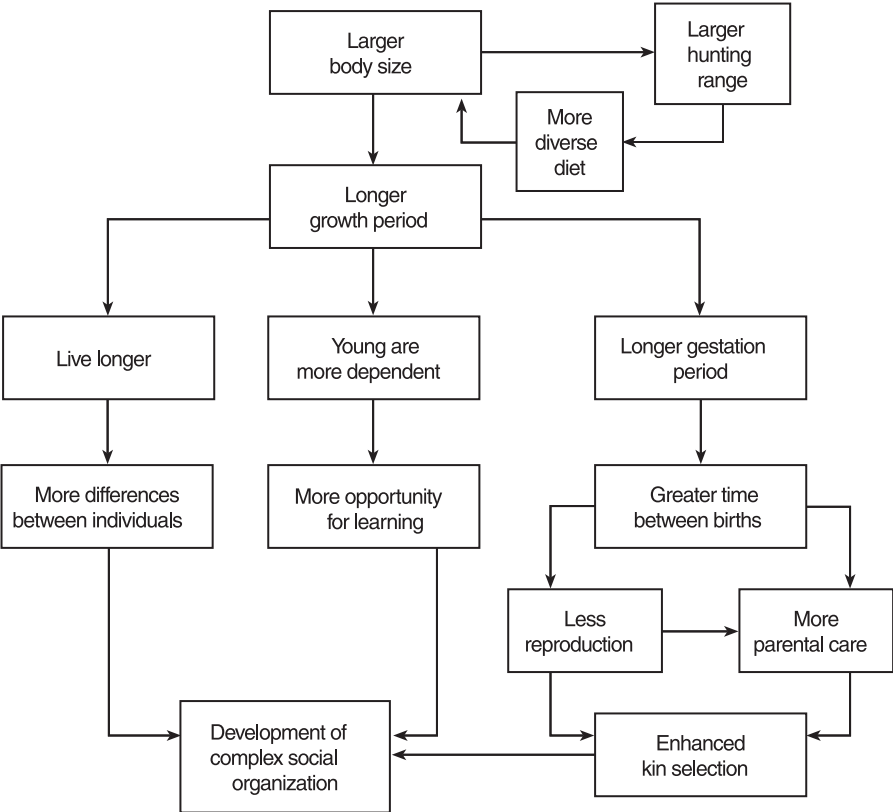 Larger
body size
Larger
hunting
range
More
diverse
diet
Longer
growth period
Live longer
Young are
more dependent
Longer gestation
period
More differences
between individuals
More opportunity
for learning
Greater time
between births
Less
reproduction
More
parental care
Development of
complex social
organization
Enhanced
kin selection